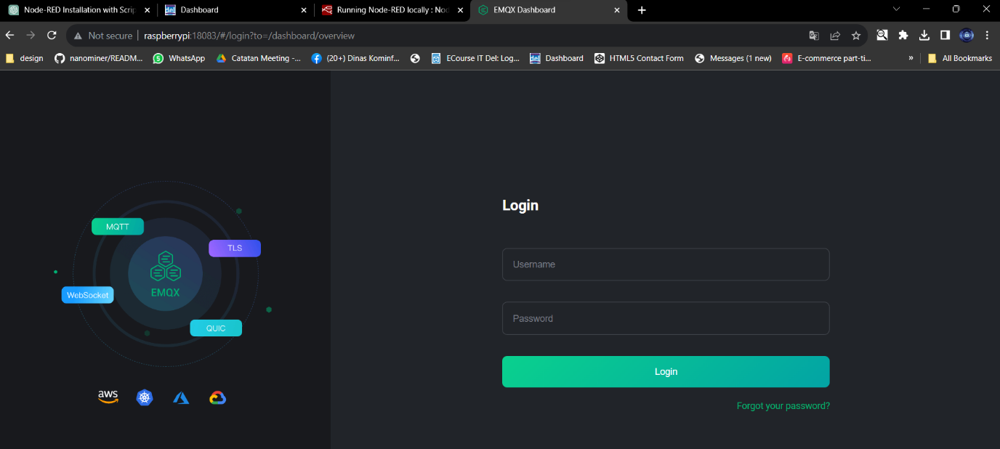 Node-RED Installation with Scrip
Dashboard
Running Node-RED locally : Nod
EMQX Dashboard
Not secure
raspberrypi:18083/#/login?to=/dashboard/overview
design
nanominer/READM...
WhatsApp
Catatan Meeting -...
(20+) Dinas Kominf...
ECourse IT Del: Log...
Dashboard
HTML5 Contact Form
Messages (1 new)
E-commerce part-ti...
»
All Bookmarks
MQTT
TLS
EMQX
WebSocket
QUIC
aws
Login
Username
Password
Login
Forgot your password?